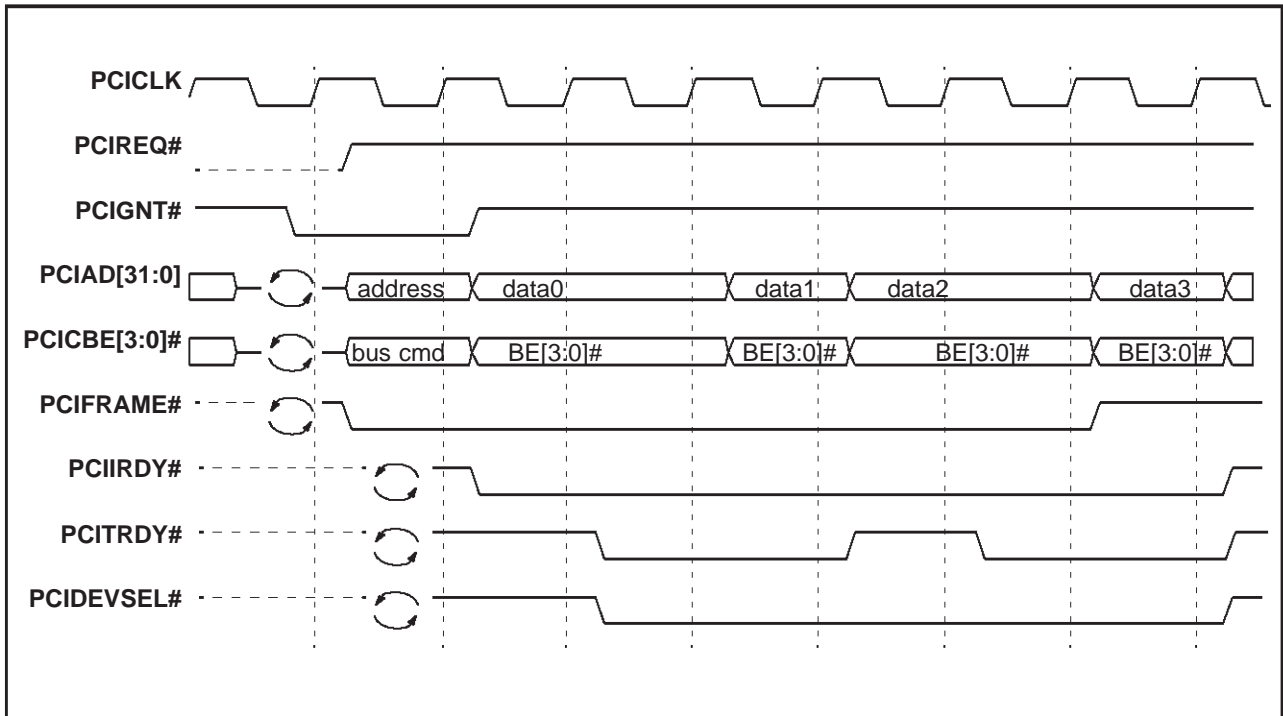 PCICLK
PCIREQ#
PCIGNT#
PCIAD[31:0] address data0 data1 data2 data3
PCICBE[3:0]# bus cmd BE[3:0]# BE[3:0]# BE[3:0]# BE[3:0]#
PCIFRAME#
PCIIRDY#
PCITRDY#
PCIDEVSEL#